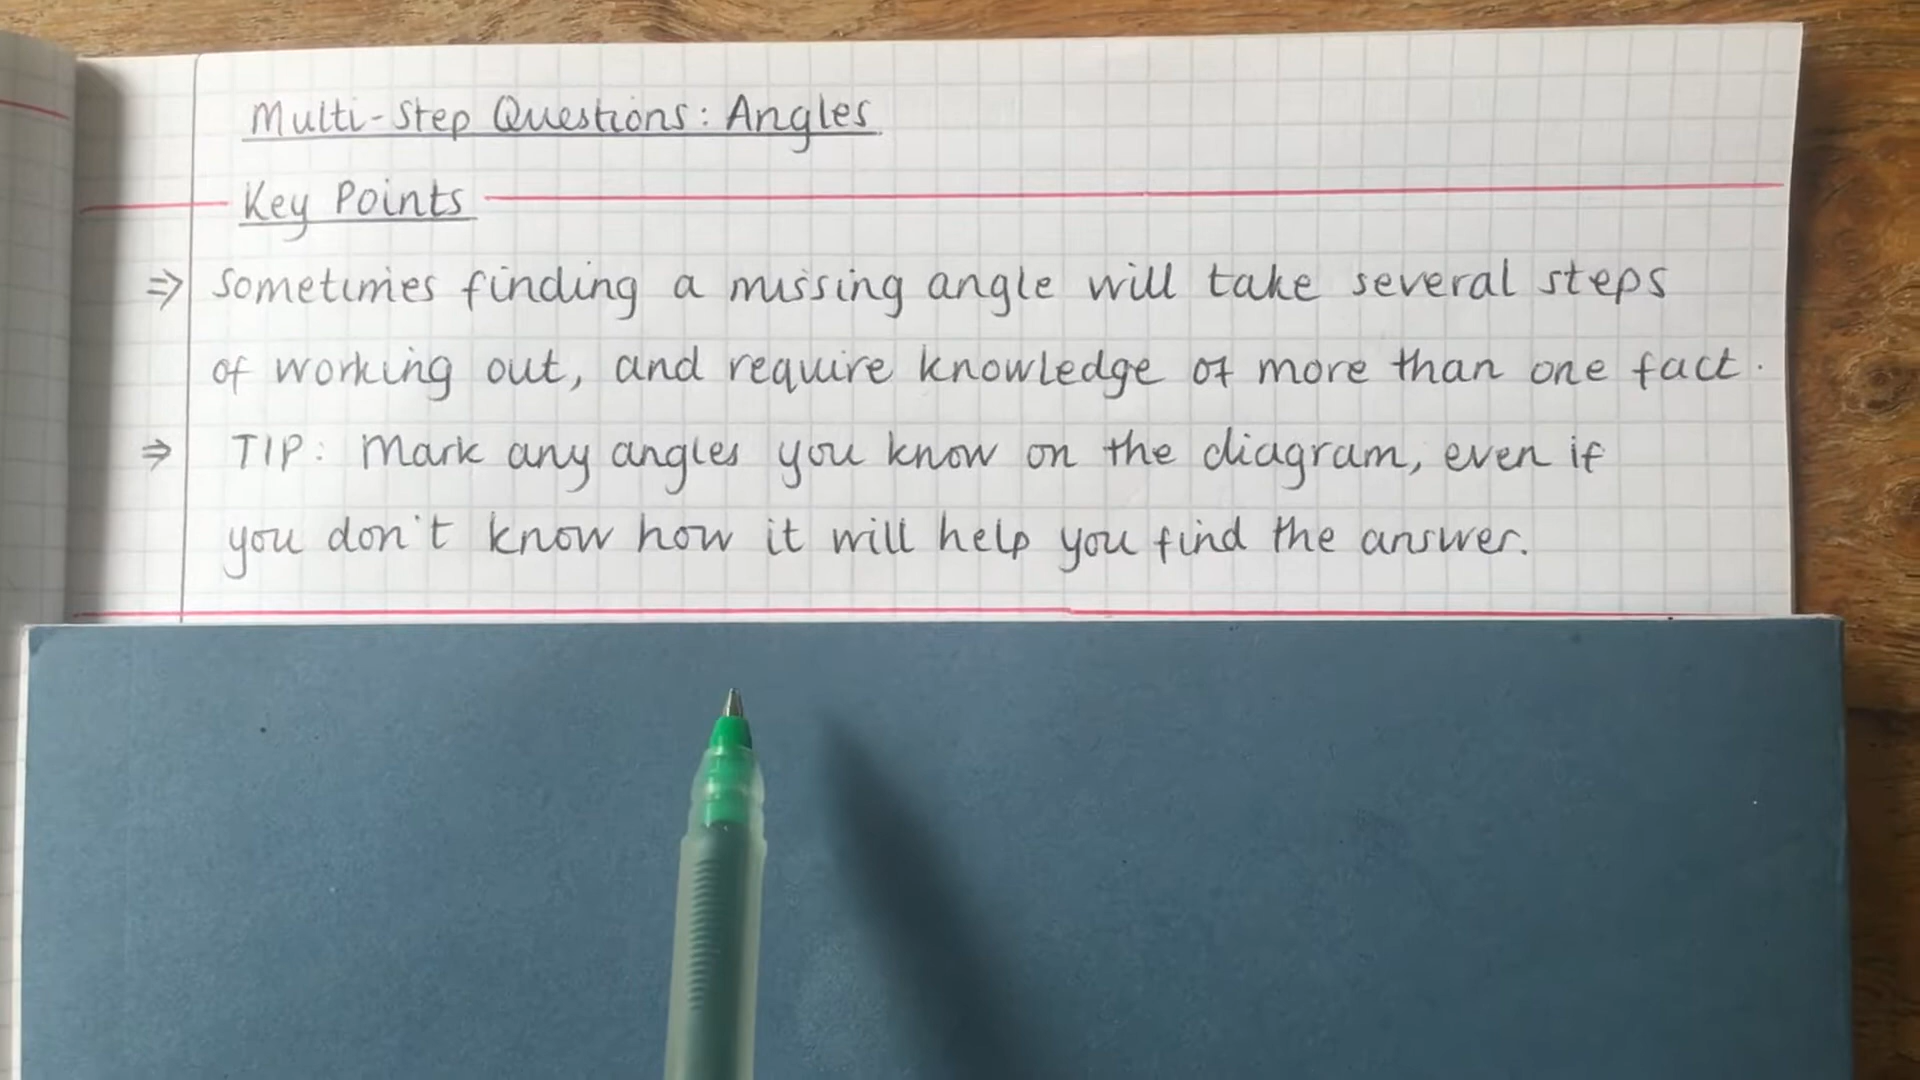 Multi-Step Questions: Angles
Key Points
⇒ Sometimes finding a missing angle will take several steps
of working out, and require knowledge of more than one fact.
⇒ TIP: Mark any angles you know on the diagram, even if
you don't know how it will help you find the answer.